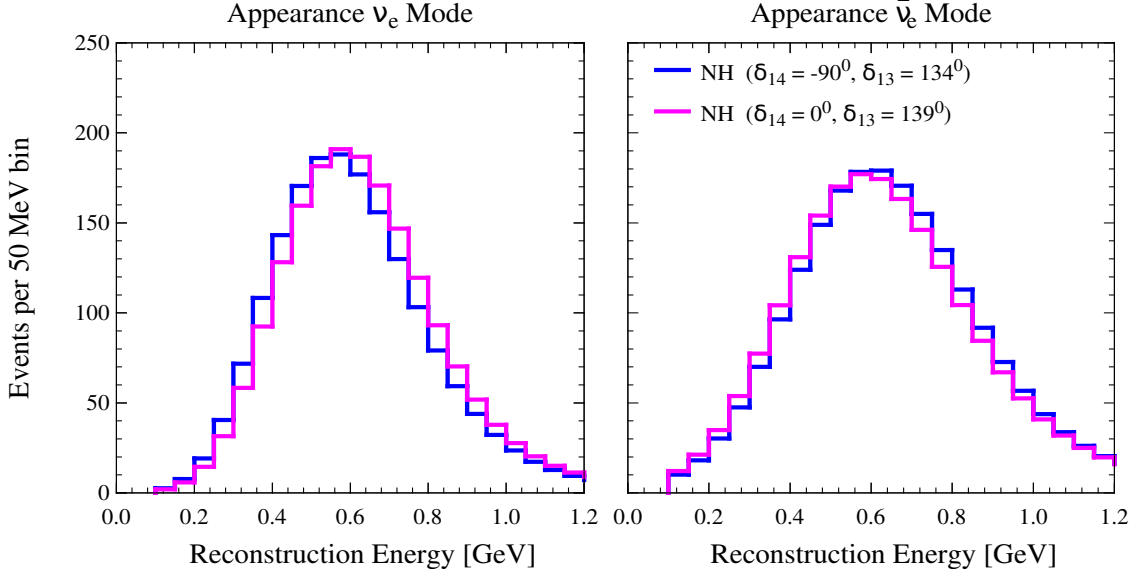 Appearance νₑ Mode
Appearance ν̄ₑ Mode
Events per 50 MeV bin
250
200
150
100
50
0
NH (δ₁₄ = -90⁰, δ₁₃ = 134⁰)
NH (δ₁₄ = 0⁰, δ₁₃ = 139⁰)
0.0 0.2 0.4 0.6 0.8 1.0 1.2
0.0 0.2 0.4 0.6 0.8 1.0 1.2
Reconstruction Energy [GeV]
Reconstruction Energy [GeV]